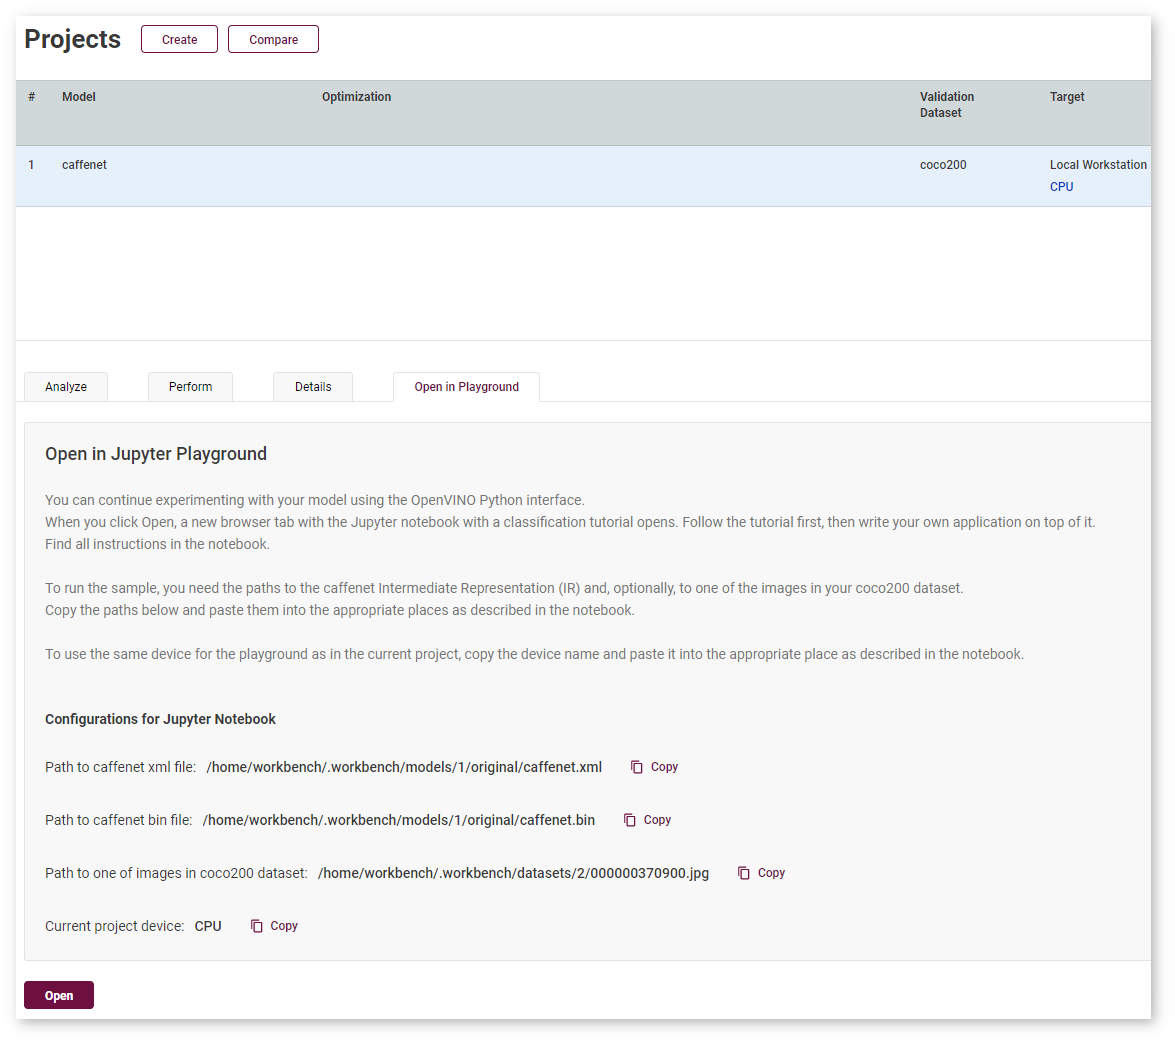 Projects Create Compare
# Model Optimization Validation Dataset Target
1 caffenet coco200 Local Workstation
CPU
Analyze Perform Details Open in Playground
Open in Jupyter Playground
You can continue experimenting with your model using the OpenVINO Python interface.
When you click Open, a new browser tab with the Jupyter notebook with a classification tutorial opens. Follow the tutorial first, then write your own application on top of it.
Find all instructions in the notebook.
To run the sample, you need the paths to the caffenet Intermediate Representation (IR) and, optionally, to one of the images in your coco200 dataset.
Copy the paths below and paste them into the appropriate places as described in the notebook.
To use the same device for the playground as in the current project, copy the device name and paste it into the appropriate place as described in the notebook.
Configurations for Jupyter Notebook
Path to caffenet xml file: /home/workbench/.workbench/models/1/original/caffenet.xml Copy
Path to caffenet bin file: /home/workbench/.workbench/models/1/original/caffenet.bin Copy
Path to one of images in coco200 dataset: /home/workbench/.workbench/datasets/2/000000370900.jpg Copy
Current project device: CPU Copy
Open